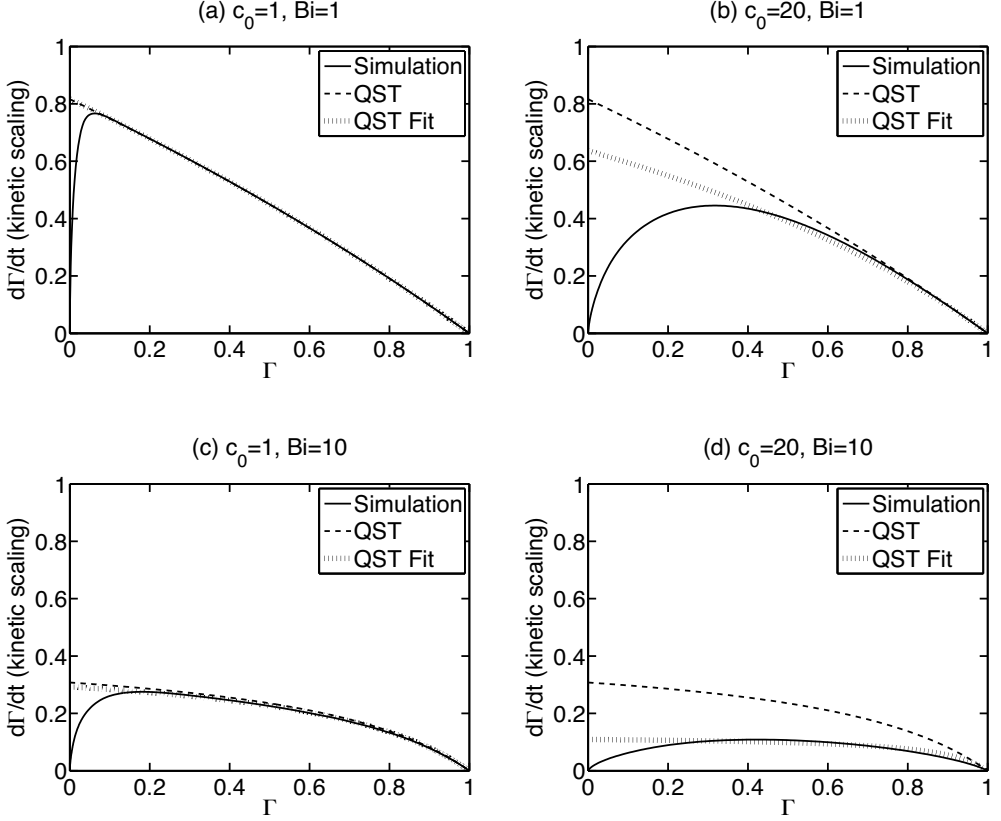 (a) c₀=1, Bi=1
dΓ/dt (kinetic scaling)
1
0.8
0.6
0.4
0.2
0
Simulation
QST
QST Fit
0 0.2 0.4 0.6 0.8 1
Γ
(b) c₀=20, Bi=1
dΓ/dt (kinetic scaling)
1
0.8
0.6
0.4
0.2
0
Simulation
QST
QST Fit
0 0.2 0.4 0.6 0.8 1
Γ
(c) c₀=1, Bi=10
dΓ/dt (kinetic scaling)
1
0.8
0.6
0.4
0.2
0
Simulation
QST
QST Fit
0 0.2 0.4 0.6 0.8 1
Γ
(d) c₀=20, Bi=10
dΓ/dt (kinetic scaling)
1
0.8
0.6
0.4
0.2
0
Simulation
QST
QST Fit
0 0.2 0.4 0.6 0.8 1
Γ